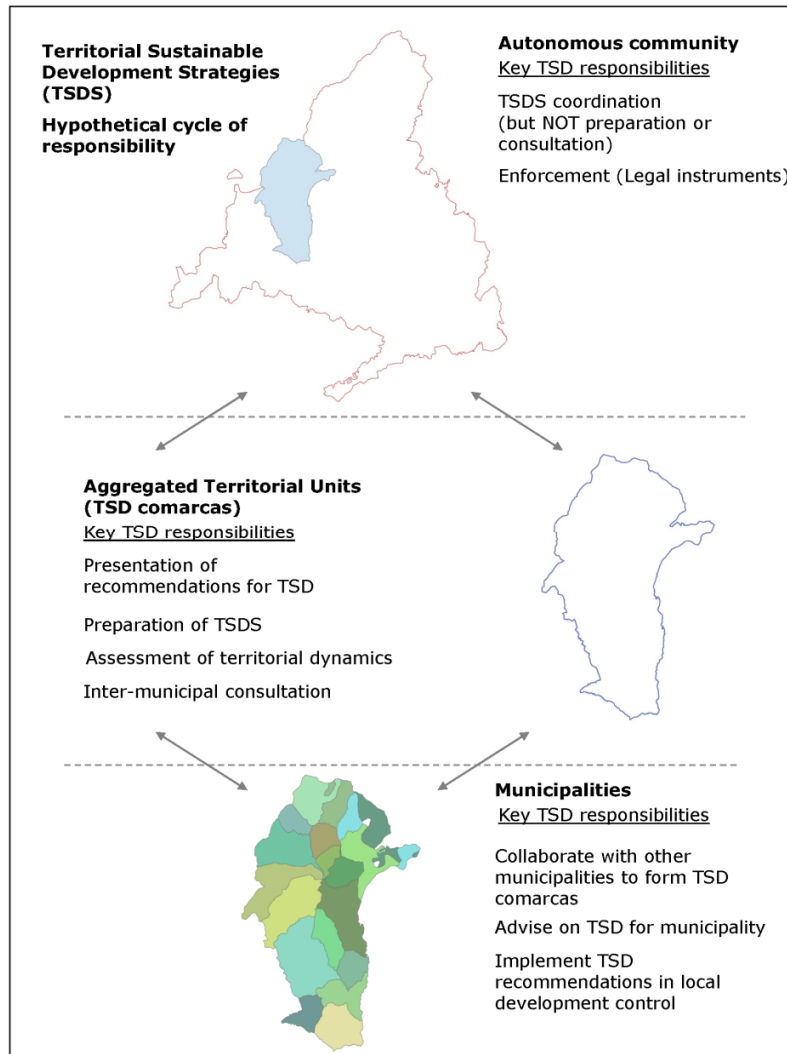 Territorial Sustainable
Development Strategies
(TSDS)
Hypothetical cycle of
responsibility
Autonomous community
Key TSD responsibilities
TSDS coordination
(but NOT preparation or
consultation)
Enforcement (Legal instruments)
Aggregated Territorial Units
(TSD comarcas)
Key TSD responsibilities
Presentation of
recommendations for TSD
Preparation of TSDS
Assessment of territorial dynamics
Inter-municipal consultation
Municipalities
Key TSD responsibilities
Collaborate with other
municipalities to form TSD
comarcas
Advise on TSD for municipality
Implement TSD
recommendations in local
development control